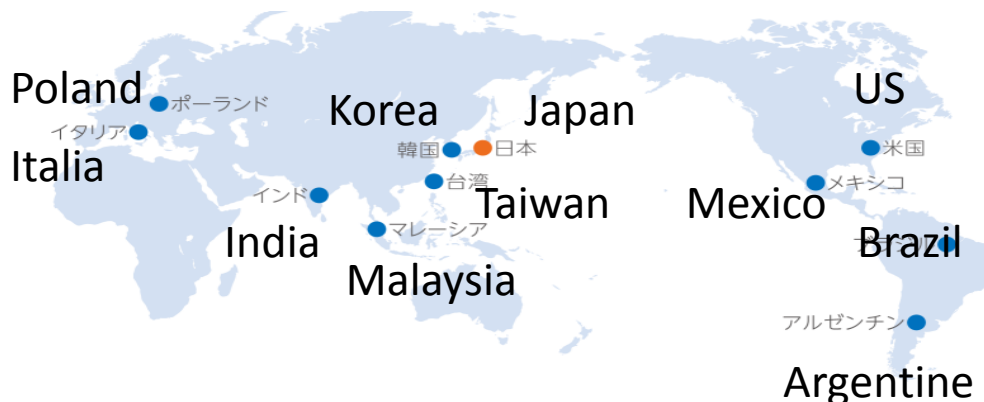 Poland
ポーランド
イタリア
Italia
Korea
韓国
Japan
日本
台湾
Taiwan
インド
India
マレーシア
Malaysia
US
米国
Mexico
メキシコ
Brazil
アルゼンチン
Argentine